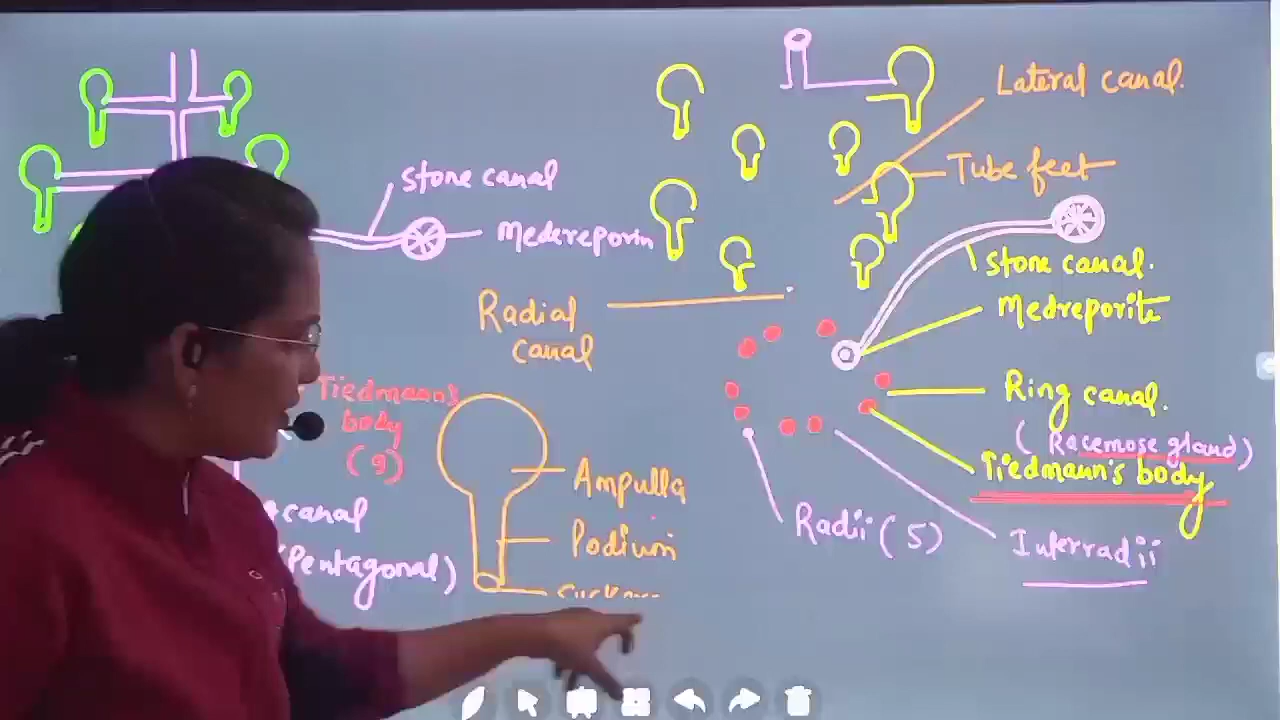 stone canal
Medereporin
Tiedmann's
body
(9)
canal
(Pentagonal)
Radial
canal
Ampulla
Podium
Lateral canal.
Tube feet
stone canal.
Medreporite
Ring canal.
(Racemose gland)
Tiedmann's body
Radii (5)
Interradii